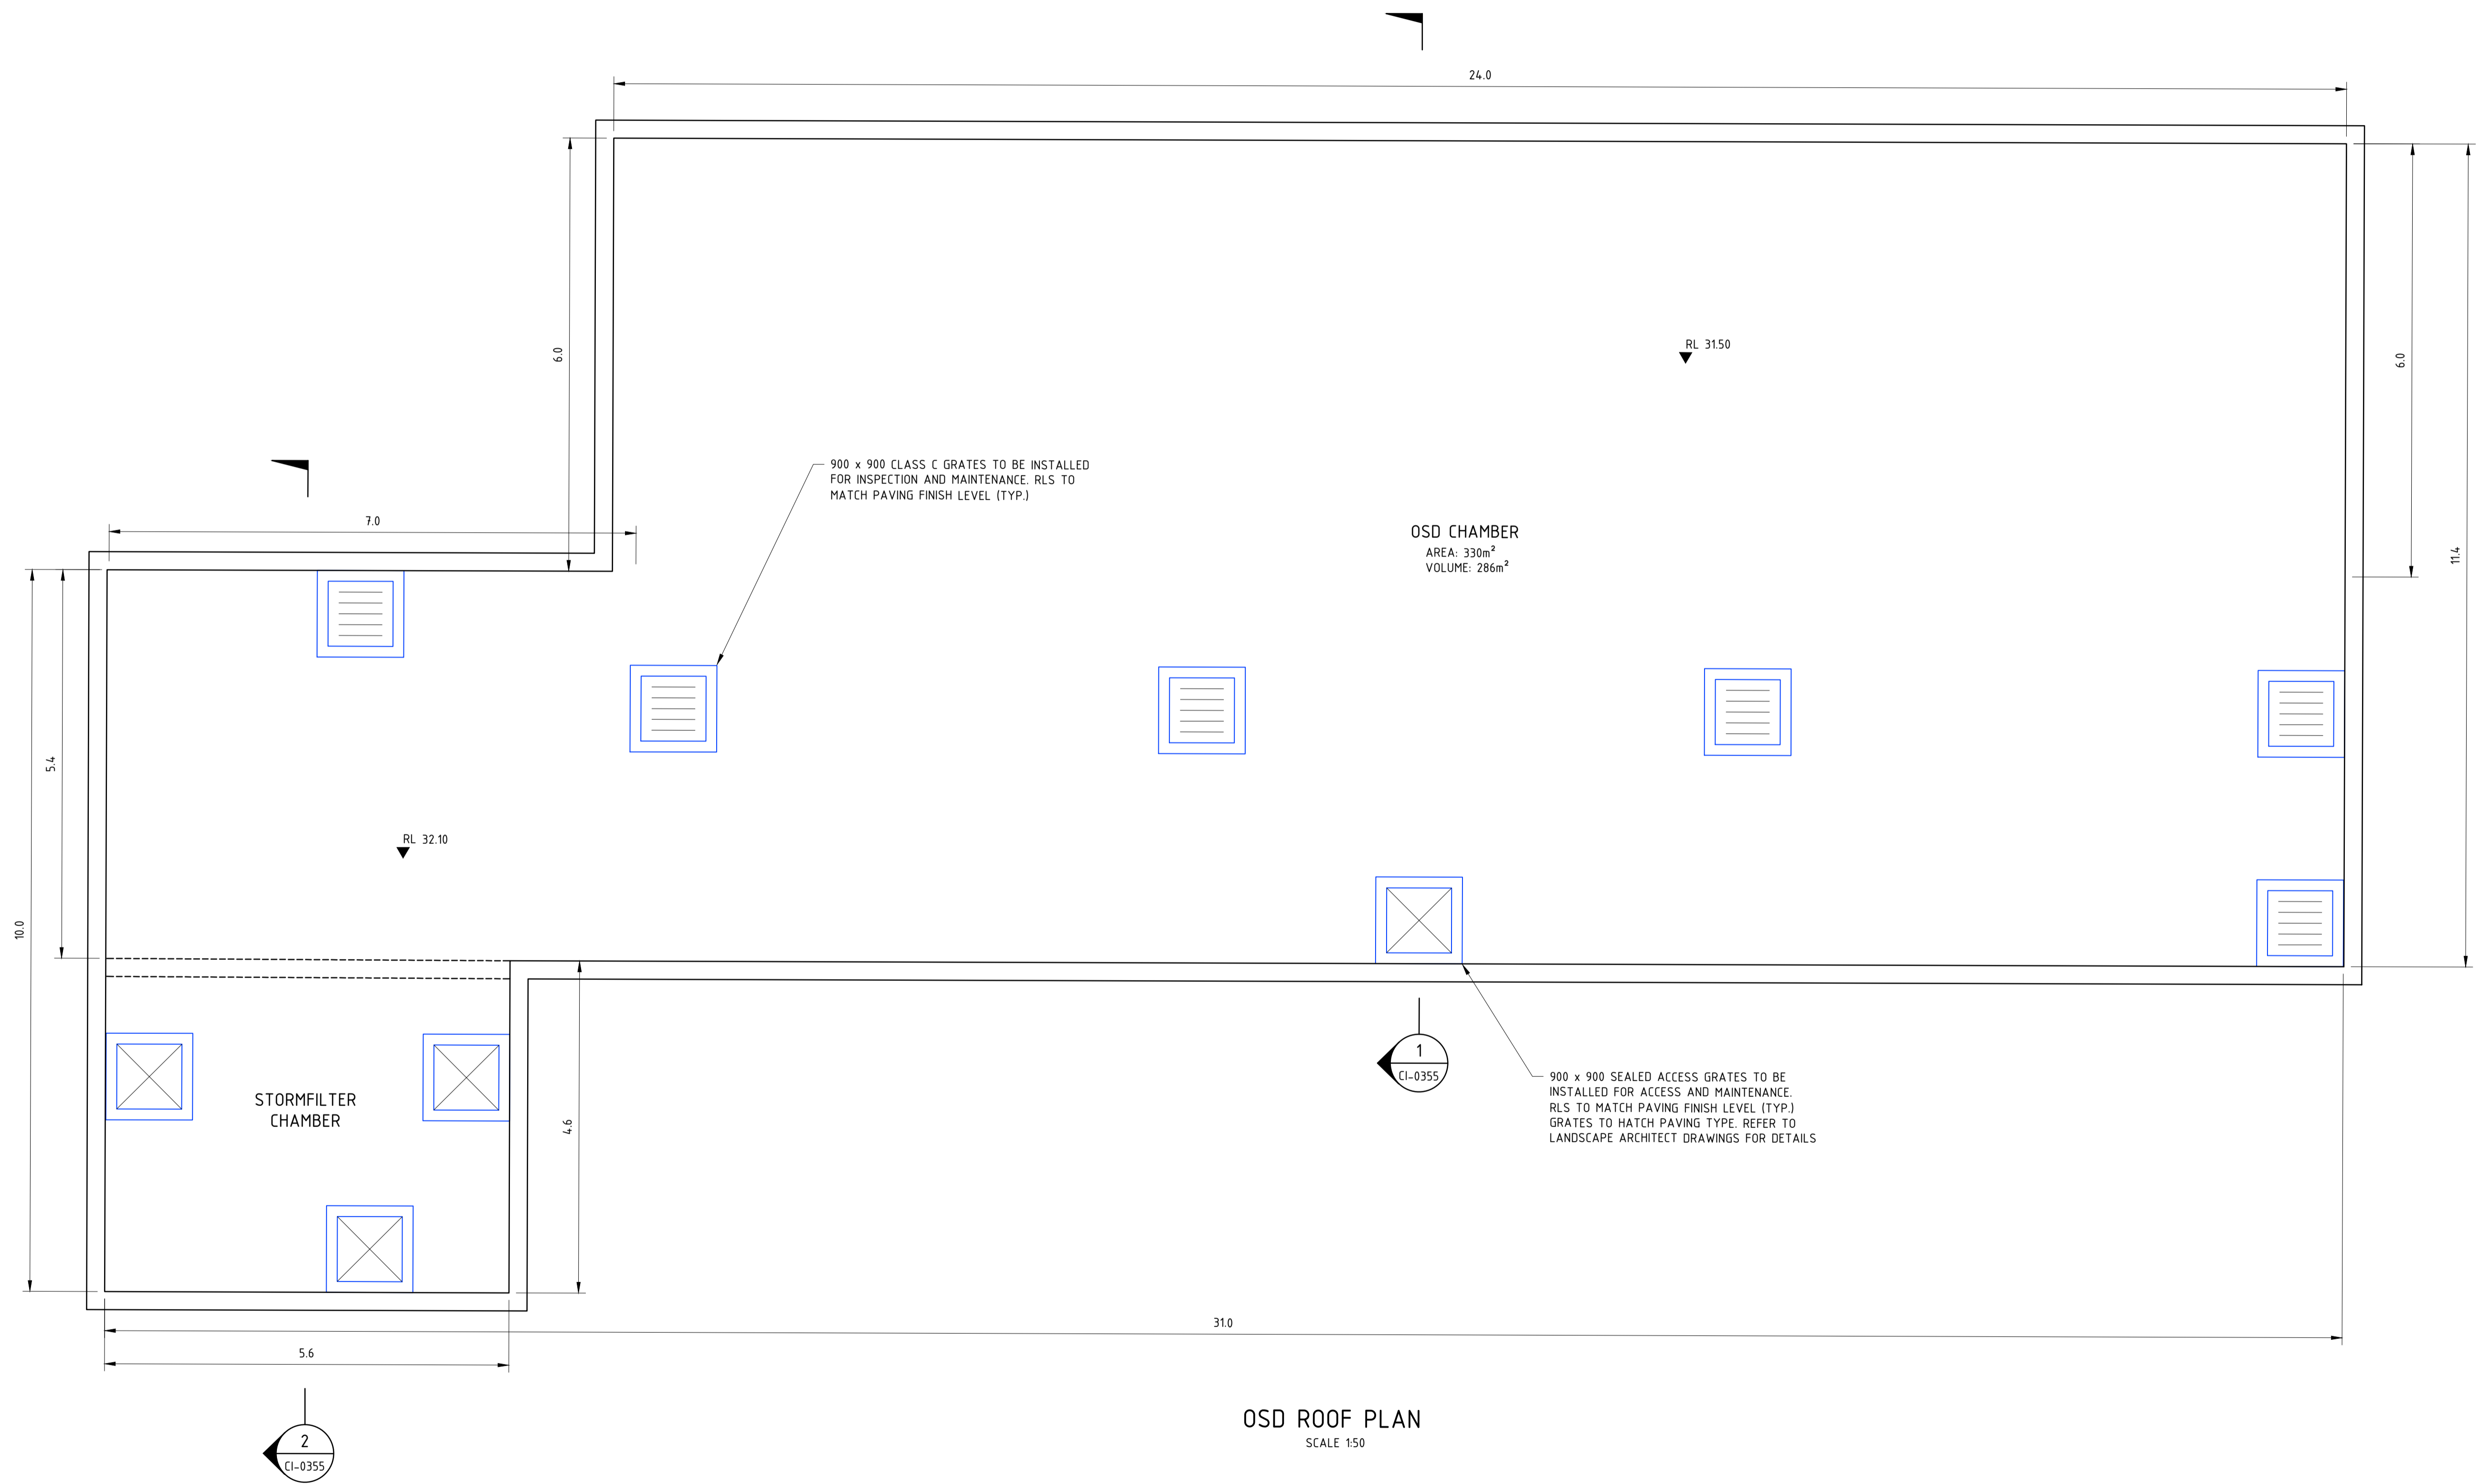 24.0
6.0
RL 31.50
6.0
900 x 900 CLASS C GRATES TO BE INSTALLED
FOR INSPECTION AND MAINTENANCE. RLS TO
MATCH PAVING FINISH LEVEL (TYP.)
7.0
OSD CHAMBER
AREA: 330m²
VOLUME: 286m²
11.4
5.4
RL 32.10
10.0
1
CI-0355
900 x 900 SEALED ACCESS GRATES TO BE
INSTALLED FOR ACCESS AND MAINTENANCE.
RLS TO MATCH PAVING FINISH LEVEL (TYP.)
GRATES TO HATCH PAVING TYPE. REFER TO
LANDSCAPE ARCHITECT DRAWINGS FOR DETAILS
STORMFILTER
CHAMBER
4.6
31.0
5.6
OSD ROOF PLAN
SCALE 1:50
2
CI-0355